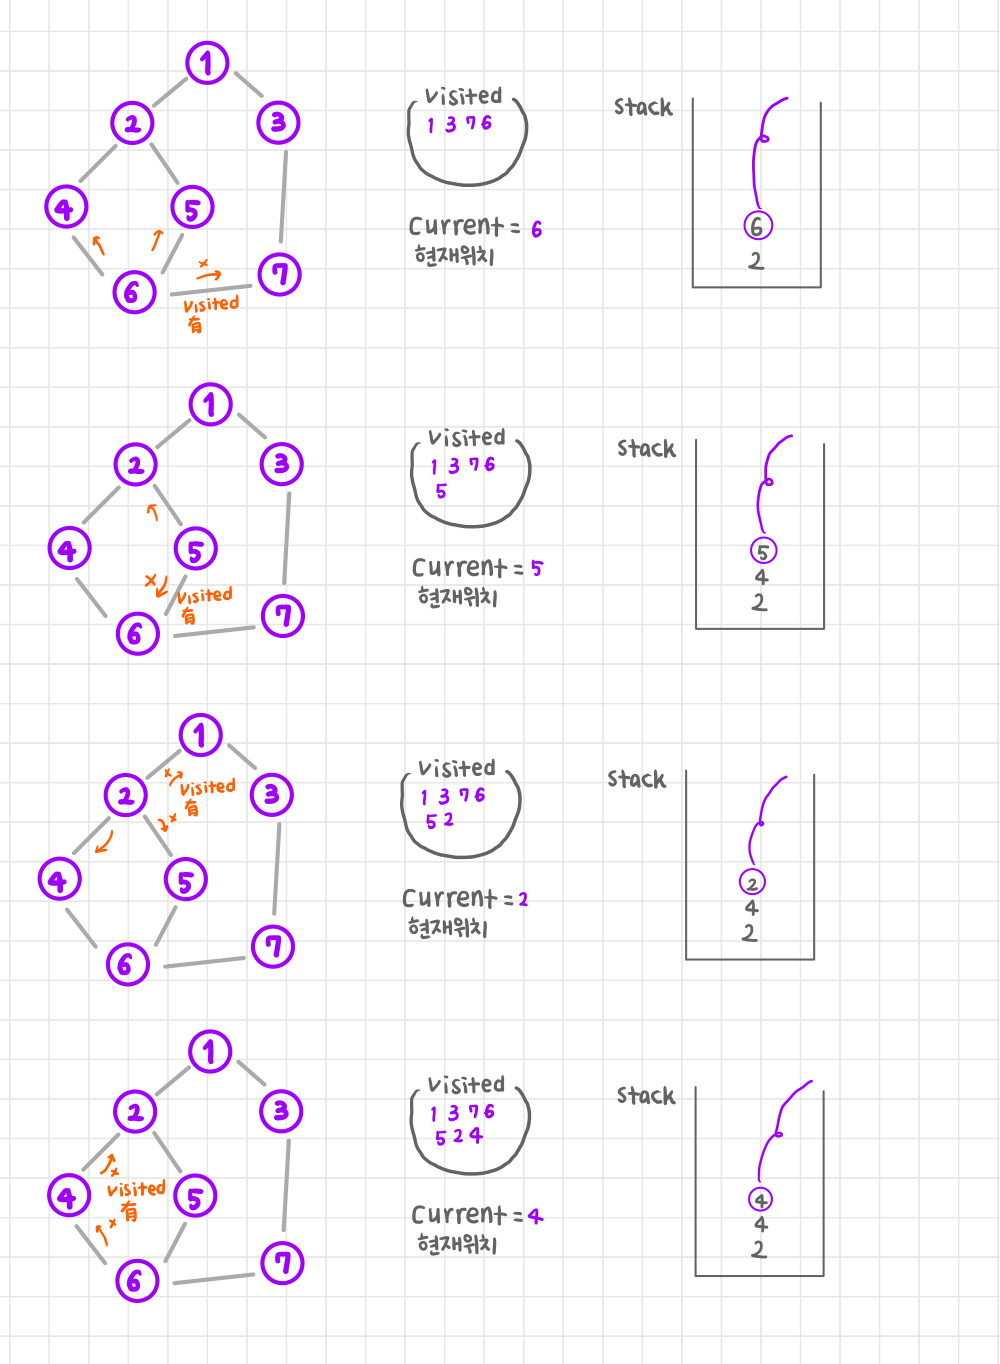 1
2 3
4 5
6 7
x
visited
有
visited
1 3 7 6
Current = 6
현재위치
Stack
6
2
1
2 3
4 5
6 7
x
visited
有
visited
1 3 7 6
5
Current = 5
현재위치
Stack
5
4
2
1
2 3
4 5
6 7
x
visited
有
x
visited
1 3 7 6
5 2
Current = 2
현재위치
Stack
2
4
2
1
2 3
4 5
6 7
x
visited
有
x
visited
1 3 7 6
5 2 4
Current = 4
현재위치
Stack
4
4
2